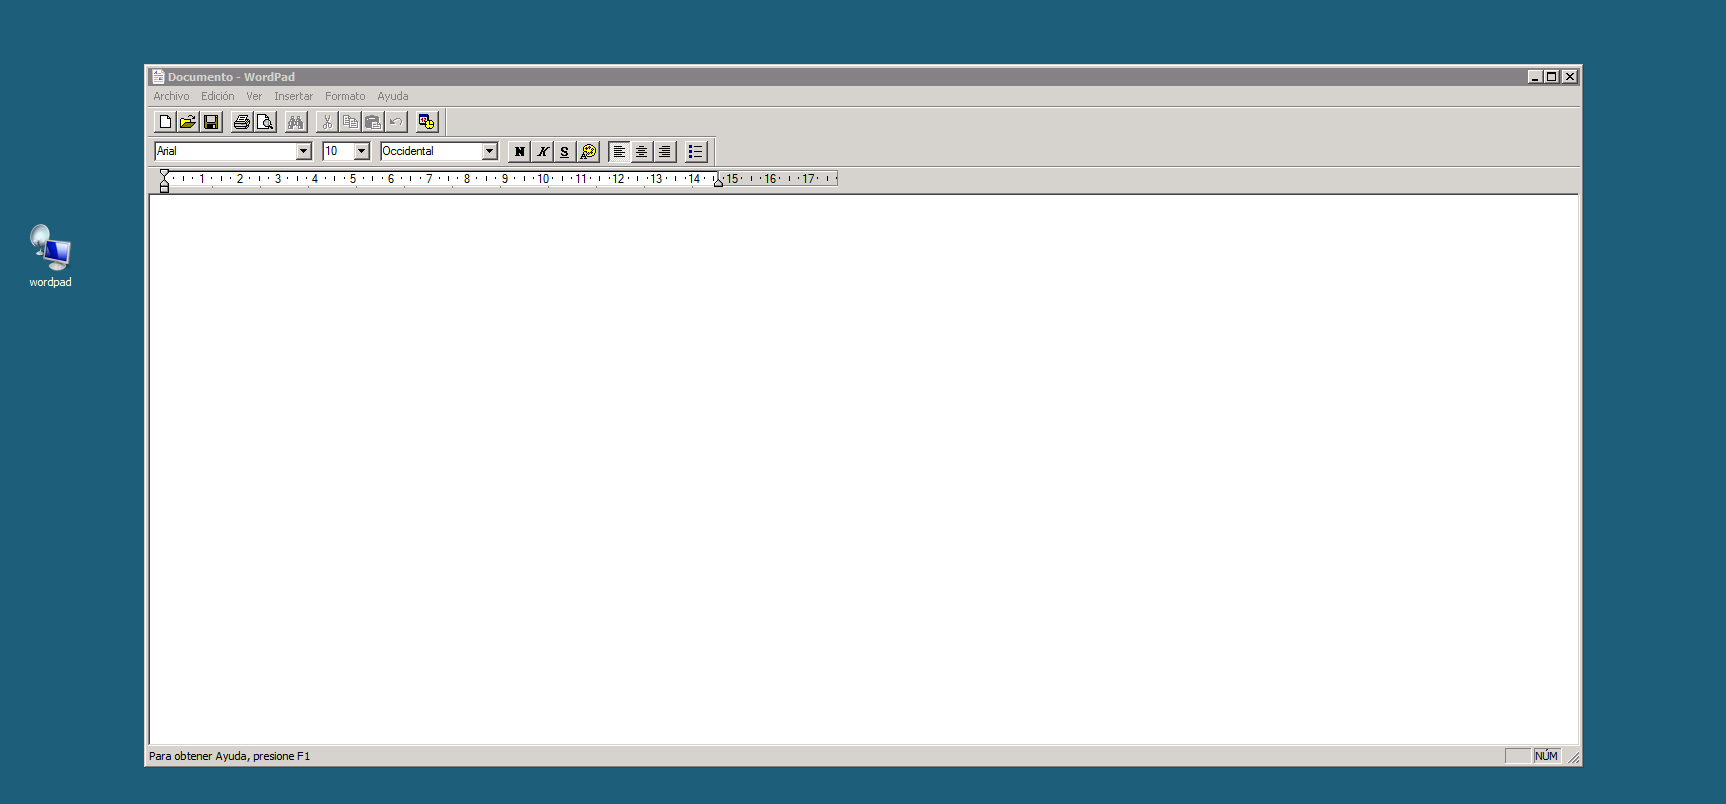 Documento - WordPad
Archivo Edición Ver Insertar Formato Ayuda
Arial 10 Occidental N K S
1 2 3 4 5 6 7 8 9 10 11 12 13 14 15 16 17
wordpad
Para obtener Ayuda, presione F1 NÚM